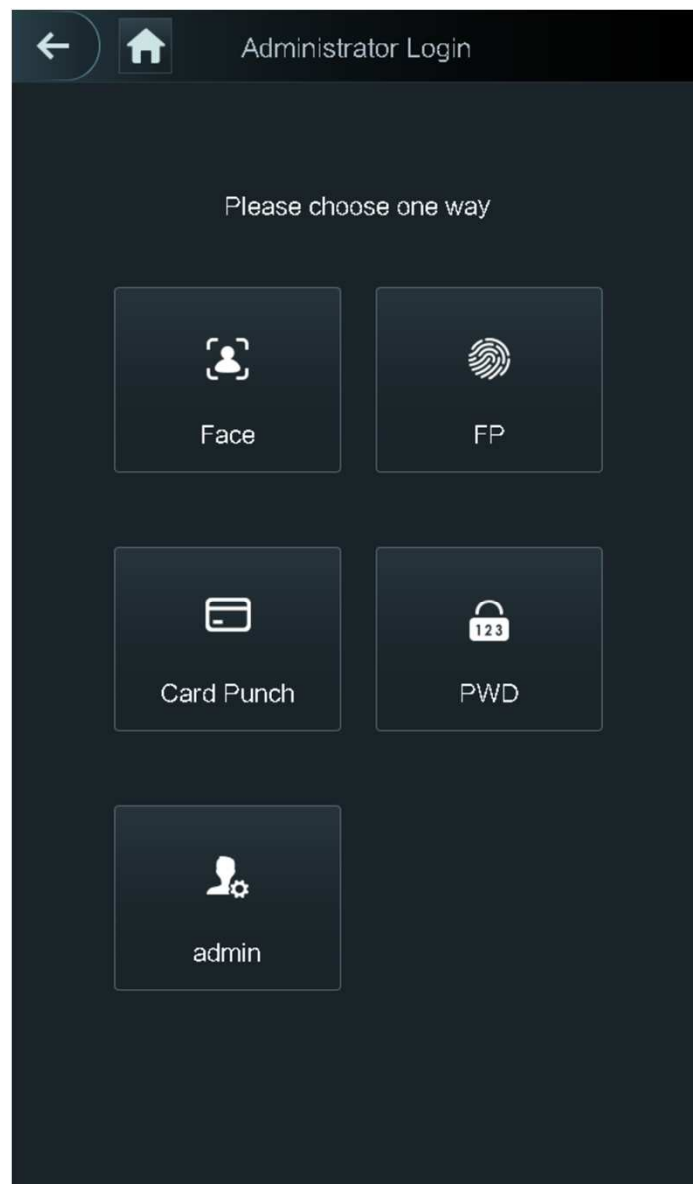 Administrator Login
Please choose one way
Face
FP
Card Punch
123
PWD
admin